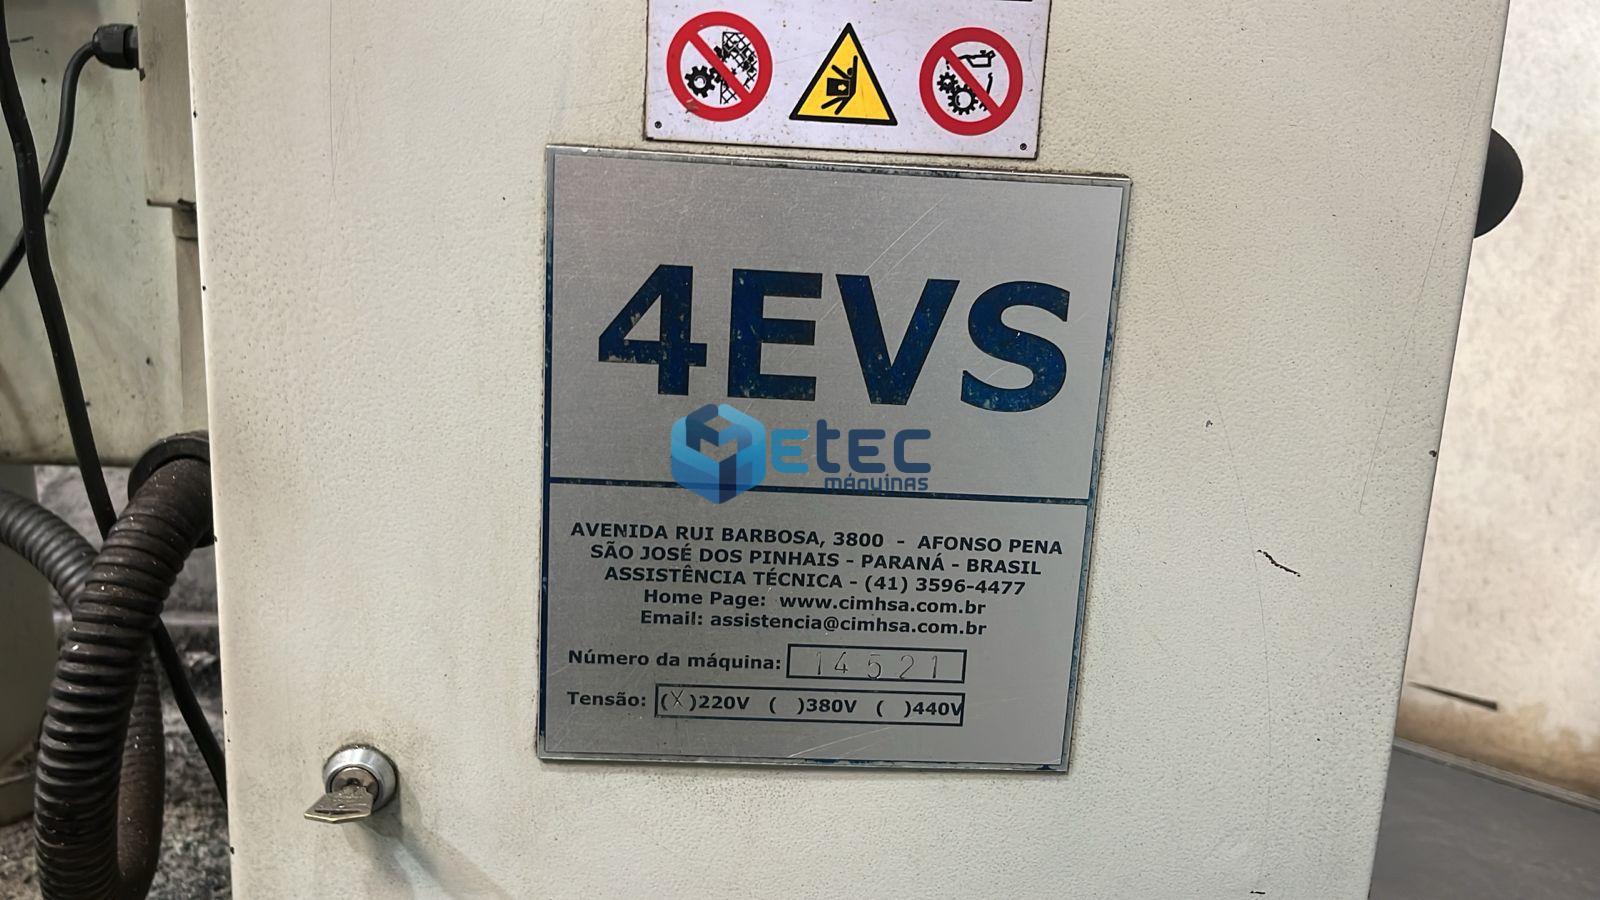 4EVS
METEC
MÁQUINAS
AVENIDA RUI BARBOSA, 3800 - AFONSO PENA
SÃO JOSÉ DOS PINHAIS - PARANÁ - BRASIL
ASSISTÊNCIA TÉCNICA - (41) 3596-4477
Home Page: www.cimhsa.com.br
Email: assistencia@cimhsa.com.br
Número da máquina: 14521
Tensão: (X)220V ( )380V ( )440V